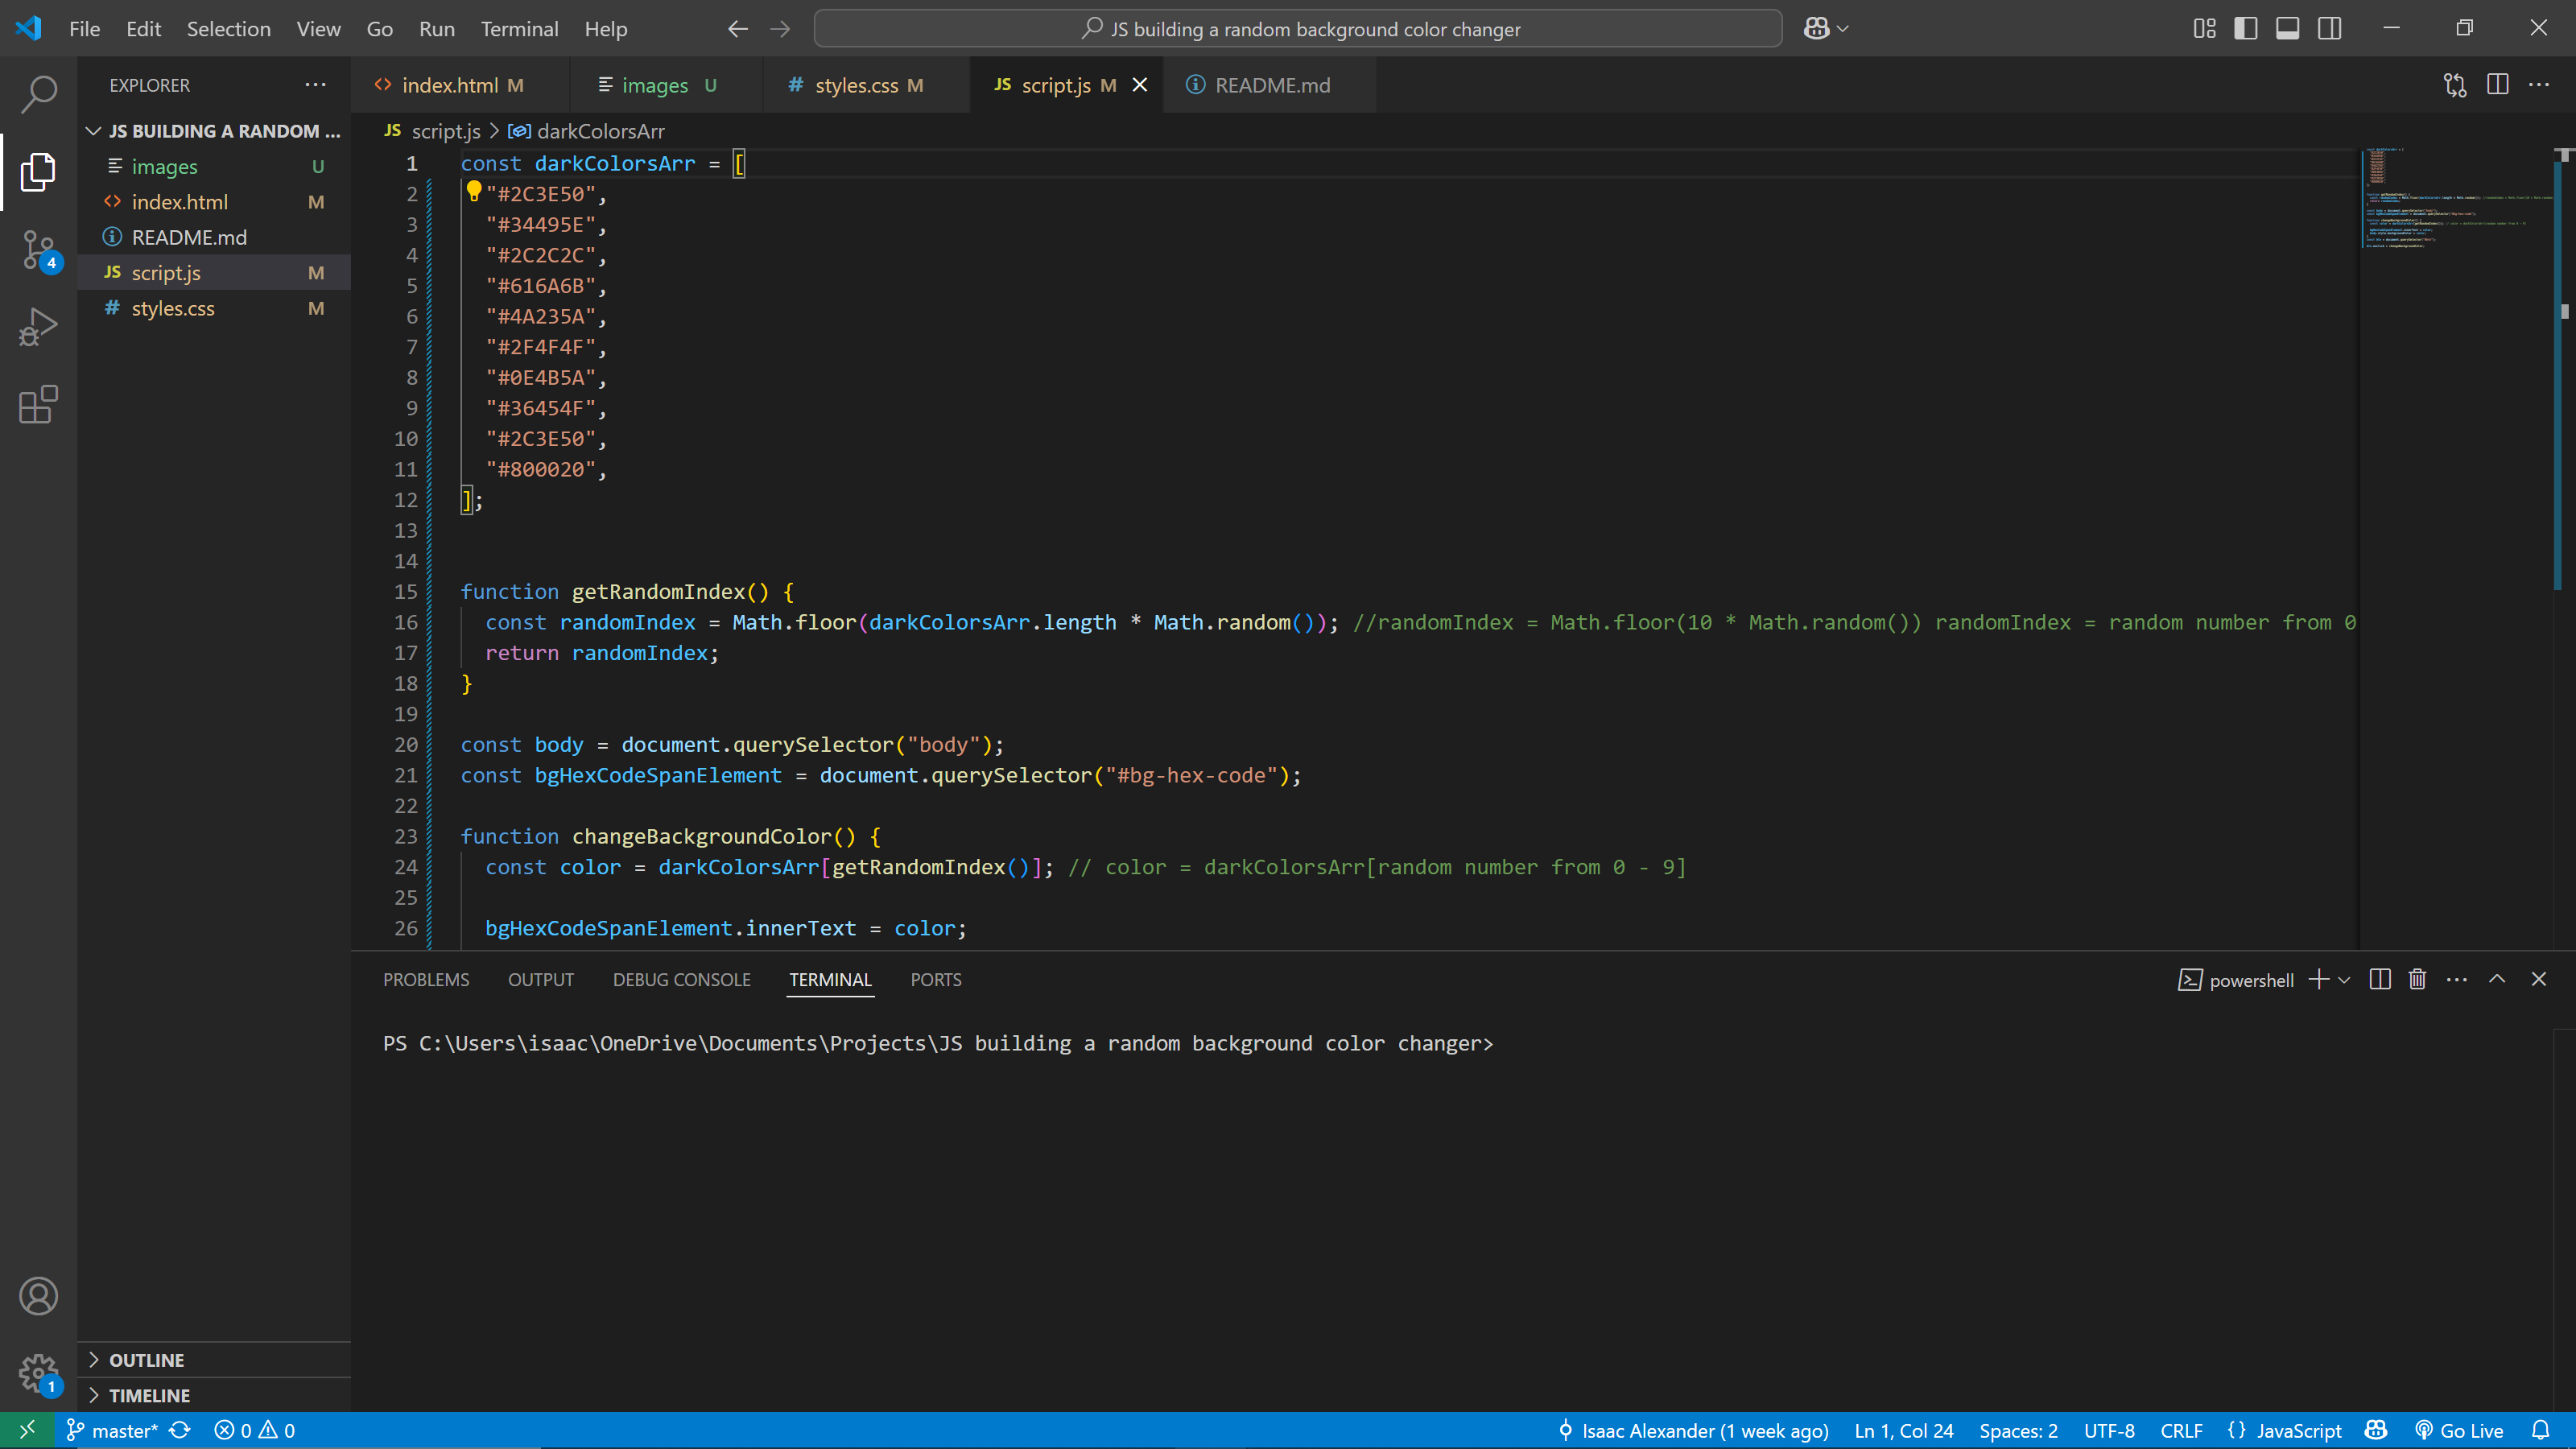 File Edit Selection View Go Run Terminal Help
JS building a random background color changer
EXPLORER
JS BUILDING A RANDOM ...
images U
index.html M
README.md
JS script.js M
# styles.css M
4
OUTLINE
TIMELINE
1
index.html M
images U
# styles.css M
JS script.js M
README.md
JS script.js > darkColorsArr
1 const darkColorsArr = [
2 "#2C3E50",
3 "#34495E",
4 "#2C2C2C",
5 "#616A6B",
6 "#4A235A",
7 "#2F4F4F",
8 "#0E4B5A",
9 "#36454F",
10 "#2C3E50",
11 "#800020",
12 ];
13
14
15 function getRandomIndex() {
16 const randomIndex = Math.floor(darkColorsArr.length * Math.random()); //randomIndex = Math.floor(10 * Math.random()) randomIndex = random number from 0
17 return randomIndex;
18 }
19
20 const body = document.querySelector("body");
21 const bgHexCodeSpanElement = document.querySelector("#bg-hex-code");
22
23 function changeBackgroundColor() {
24 const color = darkColorsArr[getRandomIndex()]; // color = darkColorsArr[random number from 0 - 9]
25
26 bgHexCodeSpanElement.innerText = color;
PROBLEMS OUTPUT DEBUG CONSOLE TERMINAL PORTS
powershell
PS C:\Users\isaac\OneDrive\Documents\Projects\JS building a random background color changer>
master* 0 0 Isaac Alexander (1 week ago) Ln 1, Col 24 Spaces: 2 UTF-8 CRLF {} JavaScript Go Live